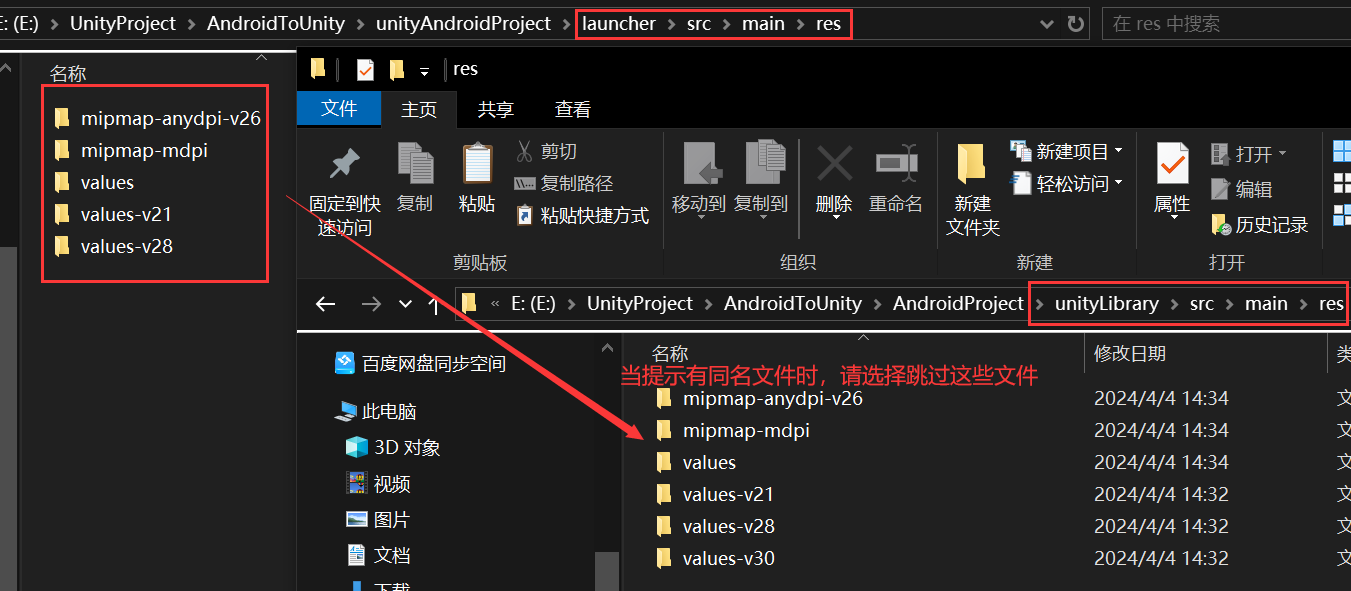 E: (E:) > UnityProject > AndroidToUnity > unityAndroidProject > launcher > src > main > res
在 res 中搜索
名称
mipmap-anydpi-v26
mipmap-mdpi
values
values-v21
values-v28
res
文件 主页 共享 查看
固定到快速访问
复制
粘贴
剪切
复制路径
粘贴快捷方式
剪贴板
移动到
复制到
删除
重命名
组织
新建
文件夹
新建项目
轻松访问
新建
属性
打开
编辑
历史记录
打开
« E: (E:) > UnityProject > AndroidToUnity > AndroidProject > unityLibrary > src > main > res
百度网盘同步空间
此电脑
3D 对象
视频
图片
文档
下载
名称 修改日期 类
当提示有同名文件时，请选择跳过这些文件
mipmap-anydpi-v26 2024/4/4 14:34 文
mipmap-mdpi 2024/4/4 14:34 文
values 2024/4/4 14:34 文
values-v21 2024/4/4 14:32 文
values-v28 2024/4/4 14:32 文
values-v30 2024/4/4 14:32 文